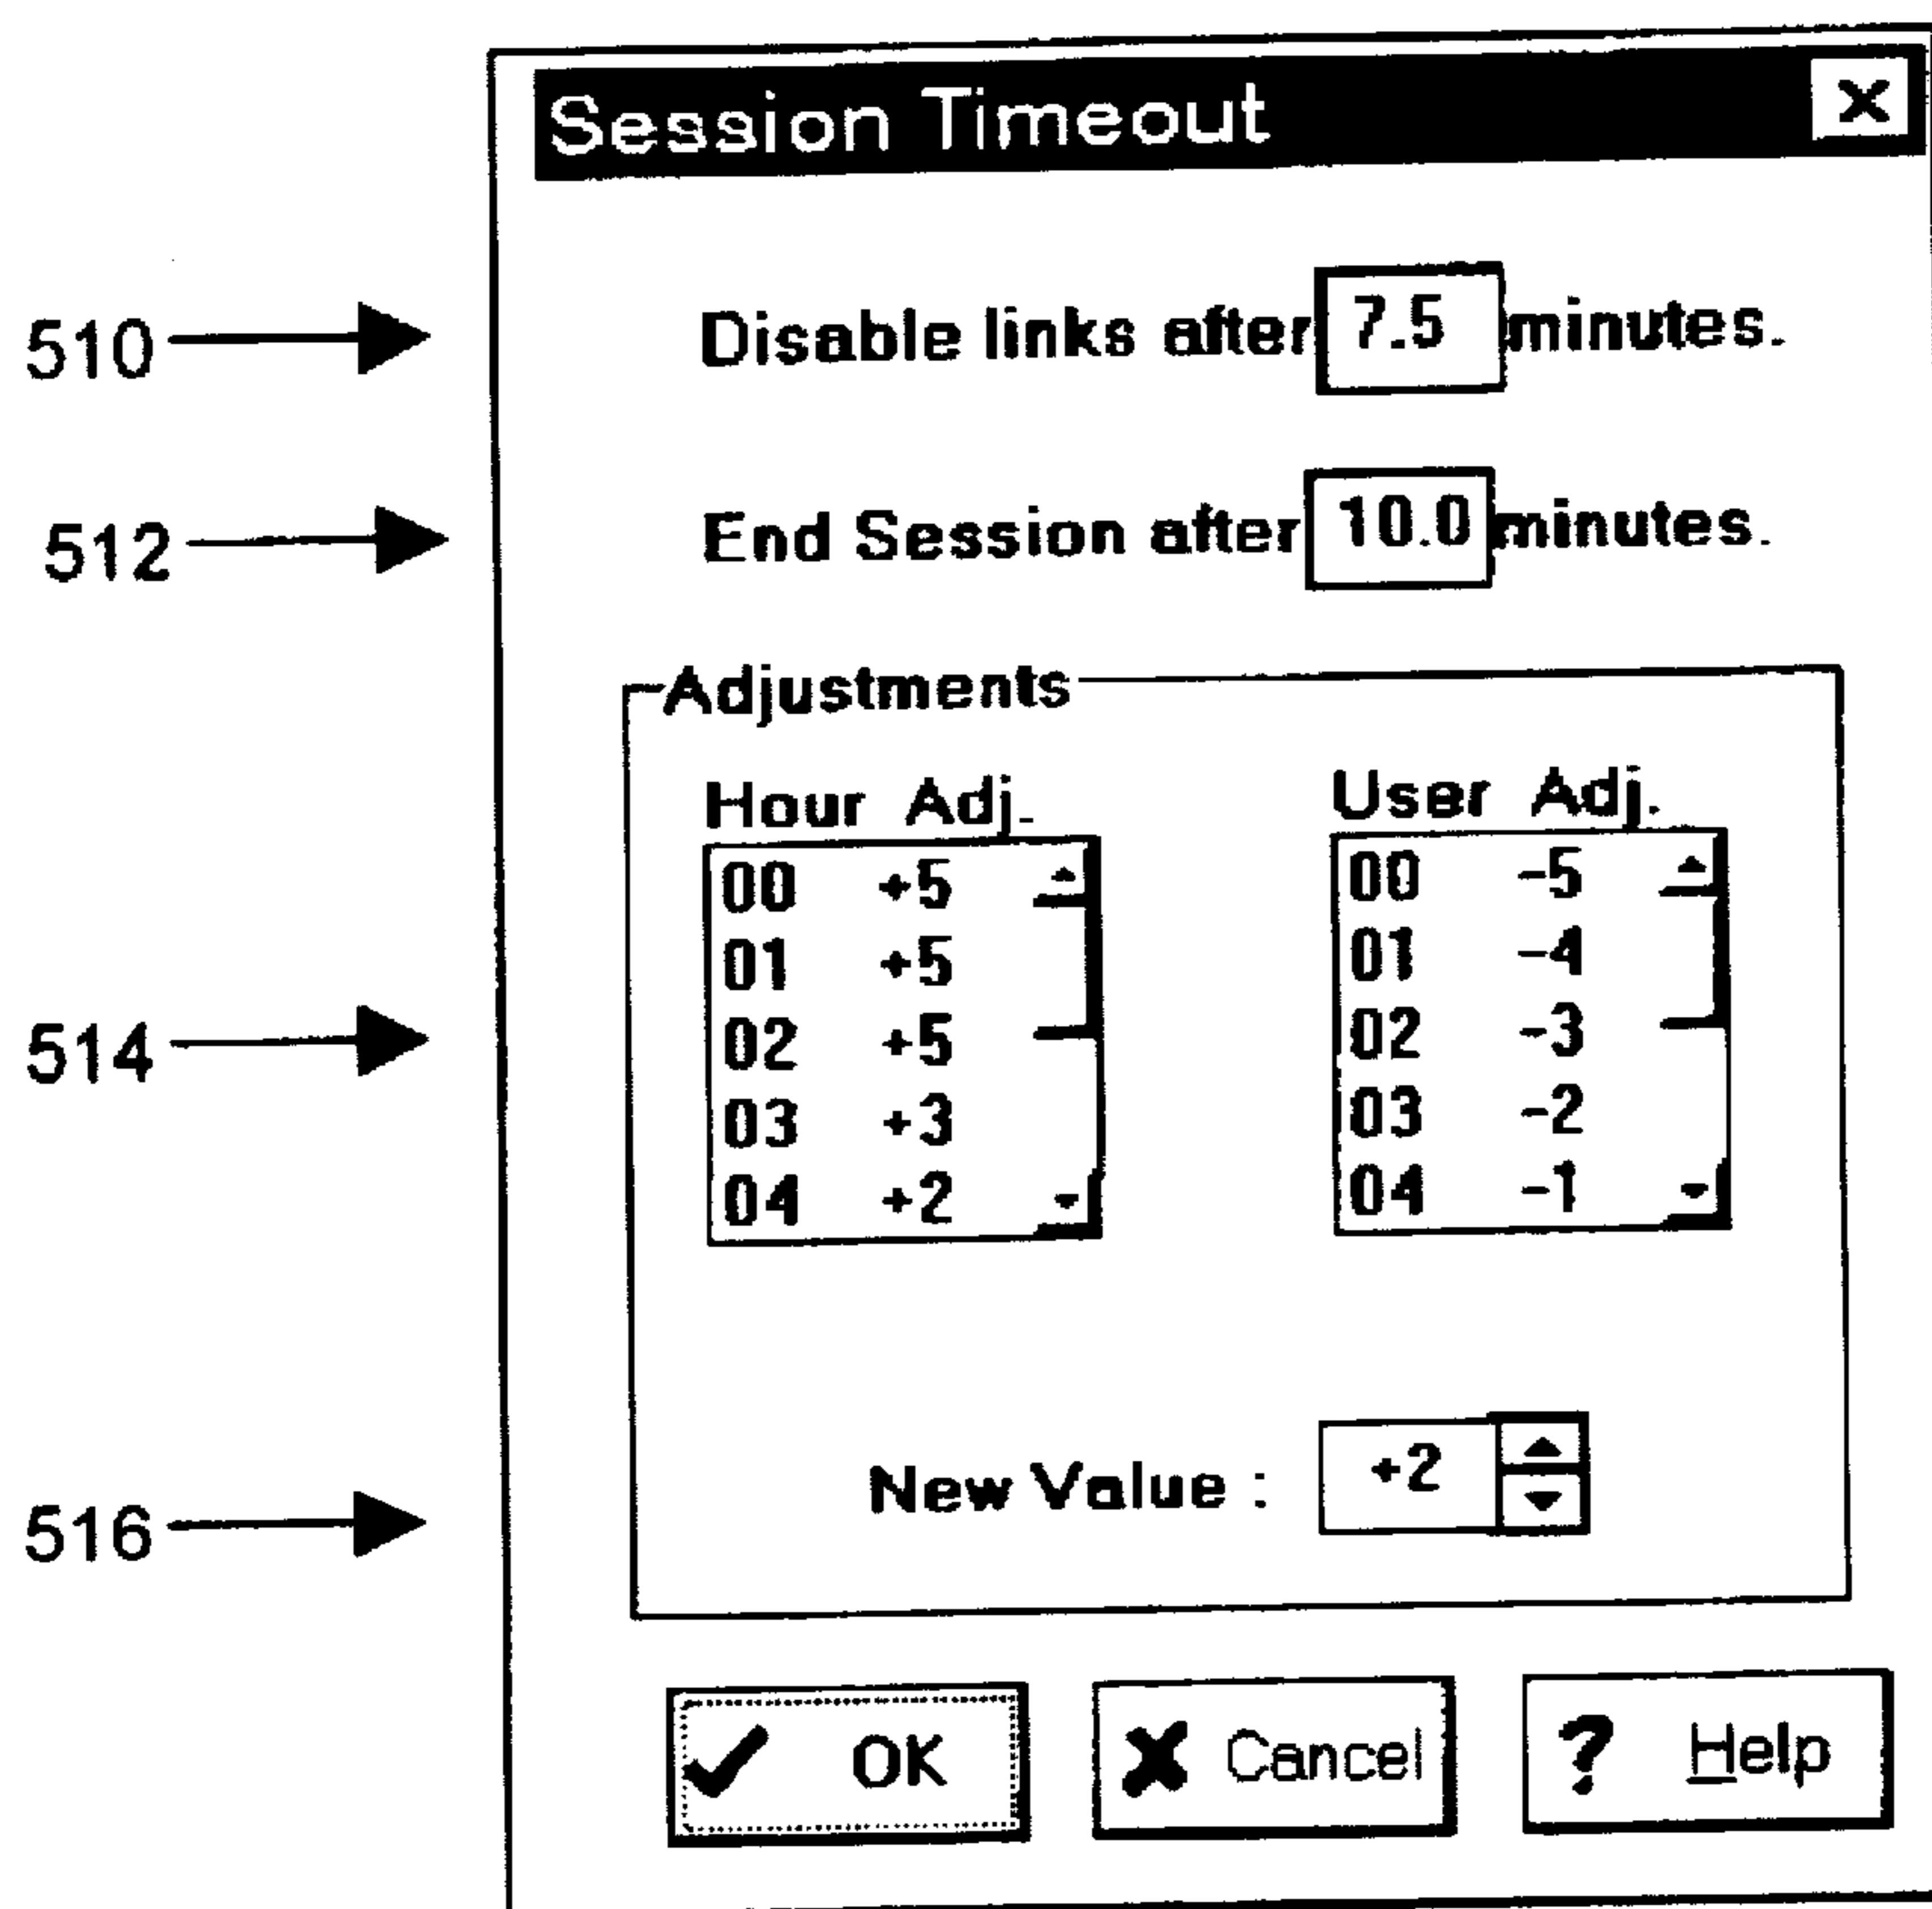 Session Timeout
510 Disable links after 7.5 minutes.
512 End Session after 10.0 minutes.
Adjustments
Hour Adj. User Adj.
00 +5 00 -5
01 +5 01 -4
514 02 +5 02 -3
03 +3 03 -2
04 +2 04 -1
516 New Value : +2
OK Cancel Help